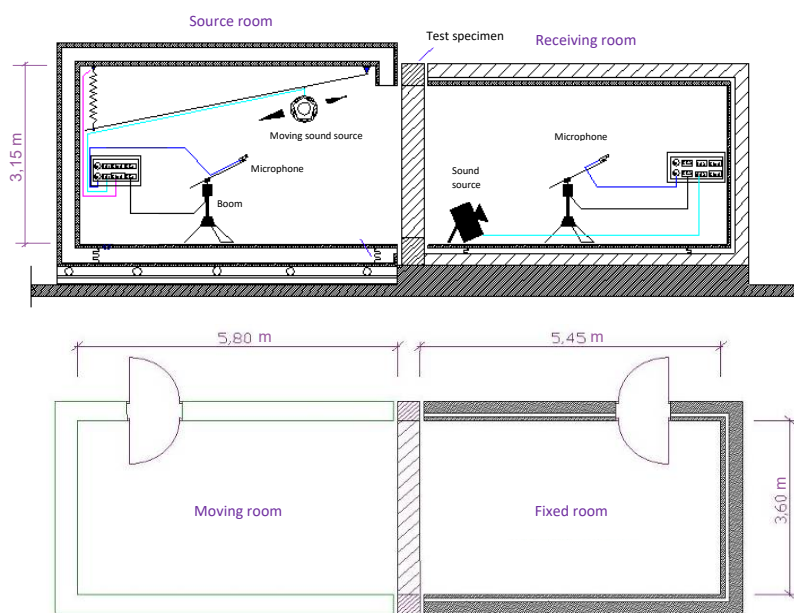 Source room
Test specimen
Receiving room
3,15 m
Moving sound source
Microphone
Boom
Microphone
Sound
source
5,80 m
5,45 m
Moving room
Fixed room
3,60 m